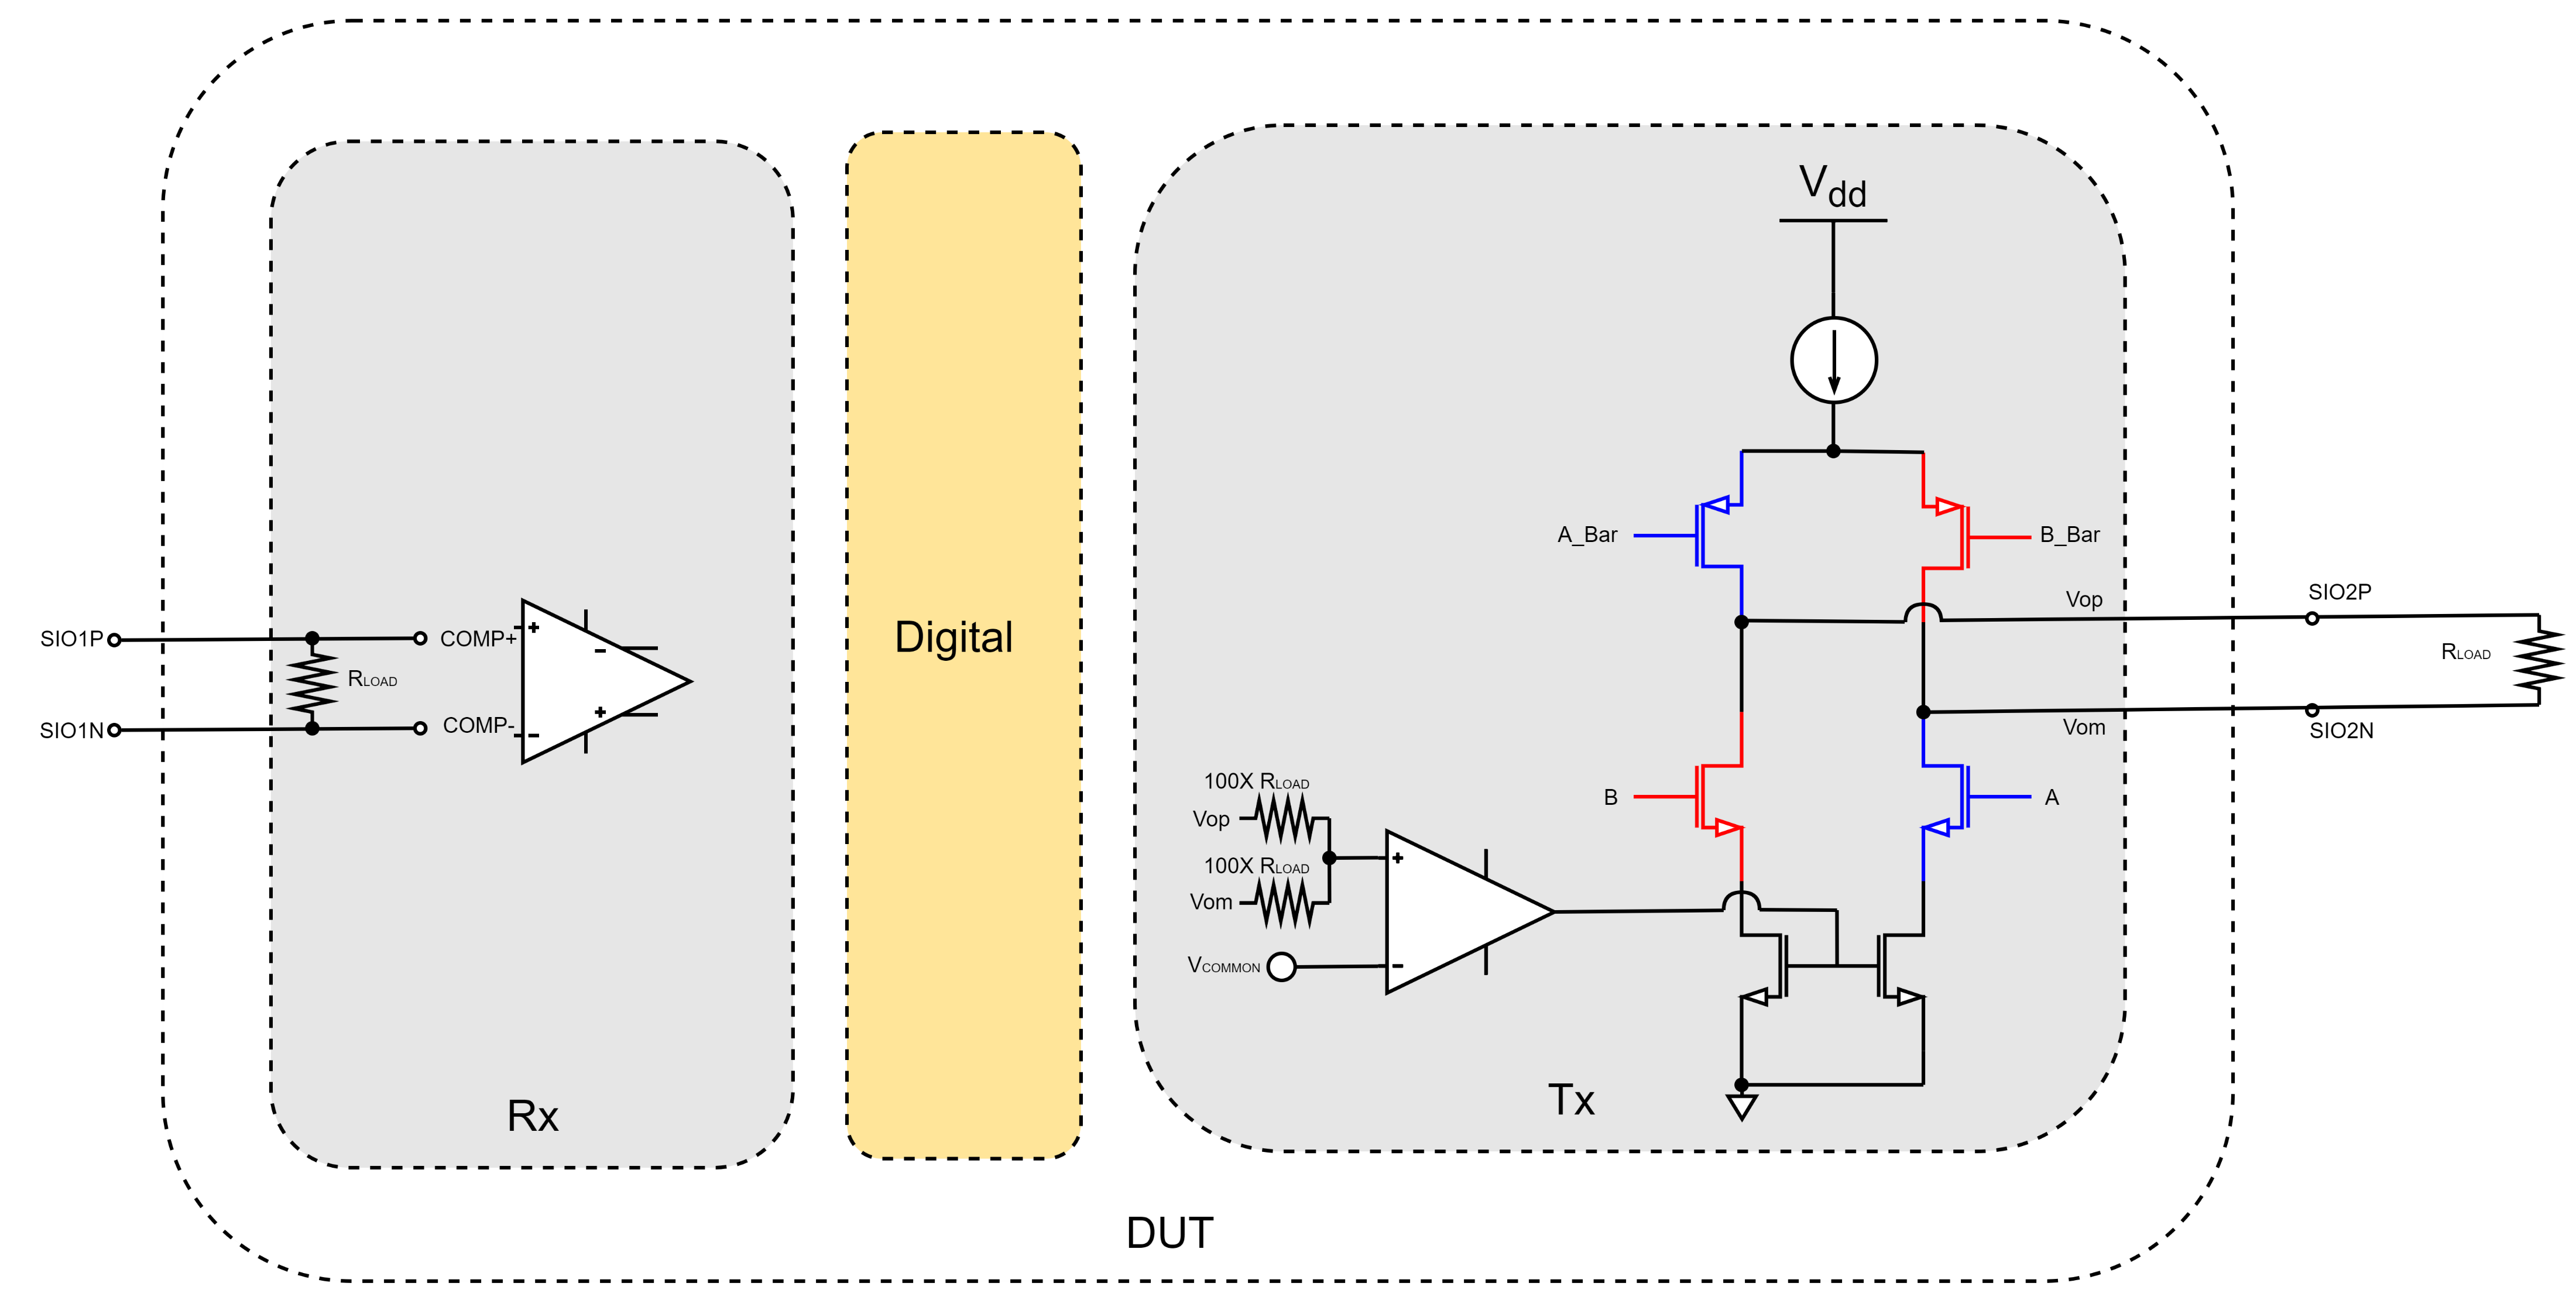 Vdd
A_Bar
B_Bar
SIO2P
Vop
Digital
SIO1P
COMP+
+
−
RLOAD
RLOAD
SIO1N
COMP-
−
+
Vom
SIO2N
100X RLOAD
B
A
Vop
100X RLOAD
+
Vom
VCOMMON
−
Rx
Tx
DUT